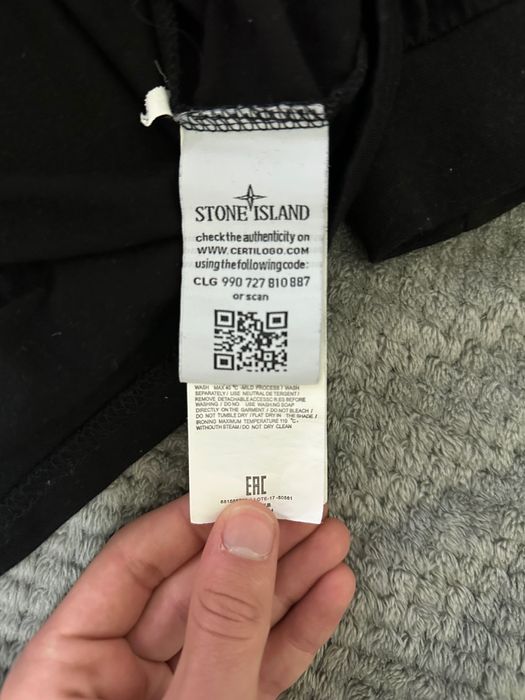 STONE ISLAND
check the authenticity on
WWW.CERTILOGO.COM
using the following code:
CLG 990 727 810 887
or scan
WASH MAX 40 °C -MILD PROCESS / WASH
SEPARATELY / USE NEUTRAL DETERGENT /
REMOVE DETACHABLE ACCESSORIES BEFORE
WASHING / DO NO USE WASHING SOAP
DIRECTLY ON THE GARMENT / DO NOT BLEACH /
DO NOT TUMBLE DRY / FLAT DRY IN THE SHADE /
IRONING MAXIMUM TEMPERATURE 110 °C,
WITHOUT STEAM / DO NOT DRY CLEAN
EAC